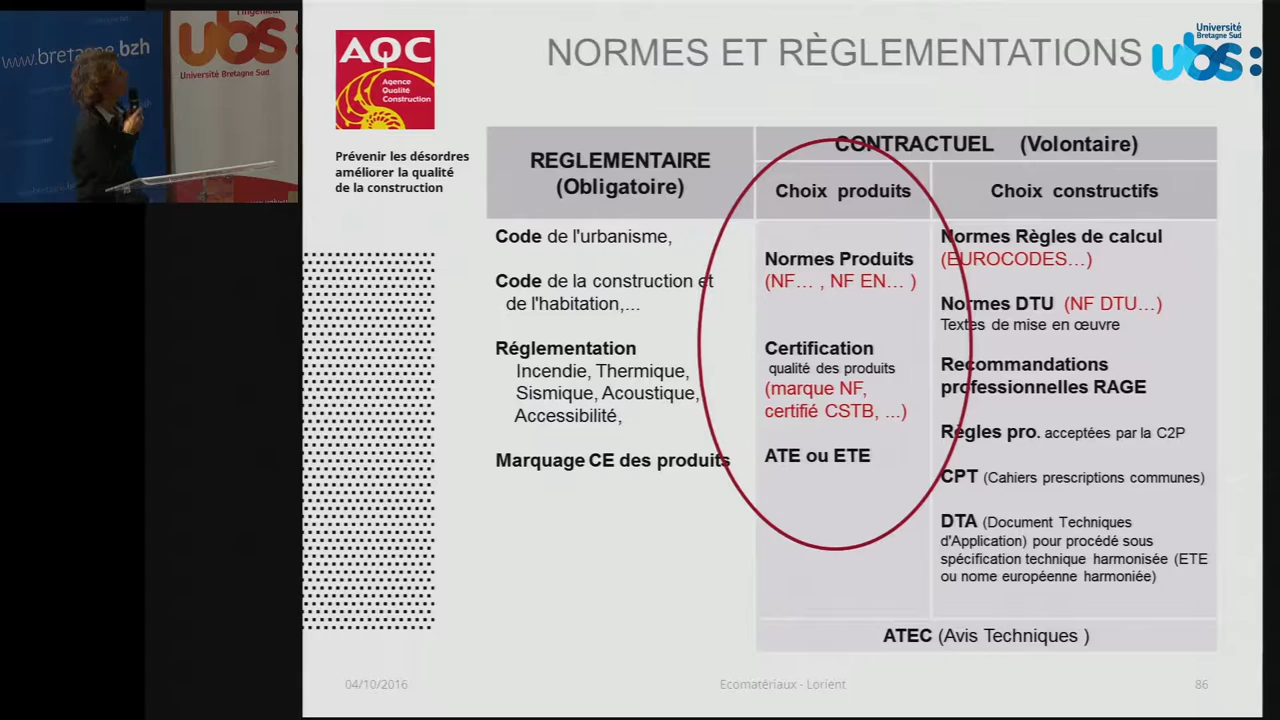 www.bretagne.bzh
l'ingénieur
ubs:
Université Bretagne Sud
AQC
Agence
Qualité
Construction
Prévenir les désordres
améliorer la qualité
de la construction
NORMES ET RÈGLEMENTATIONS
Université
Bretagne Sud
ubs:
REGLEMENTAIRE
(Obligatoire)
CONTRACTUEL (Volontaire)
Choix produits
Choix constructifs
Code de l'urbanisme,
Code de la construction et
de l'habitation,...
Réglementation
Incendie, Thermique,
Sismique, Acoustique,
Accessibilité,
Marquage CE des produits
Normes Produits
(NF… , NF EN… )
Certification
qualité des produits
(marque NF,
certifié CSTB, ...)
ATE ou ETE
Normes Règles de calcul
(EUROCODES…)
Normes DTU (NF DTU…)
Textes de mise en œuvre
Recommandations
professionnelles RAGE
Règles pro. acceptées par la C2P
CPT (Cahiers prescriptions communes)
DTA (Document Techniques
d'Application) pour procédé sous
spécification technique harmonisée (ETE
ou nome européenne harmoniée)
ATEC (Avis Techniques )
04/10/2016
Ecomatériaux - Lorient
86